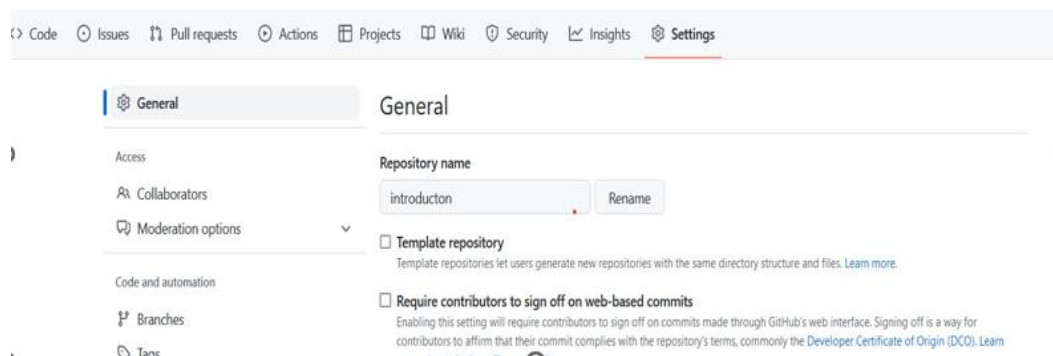 <> Code Issues Pull requests Actions Projects Wiki Security Insights Settings
General
General
Access
Collaborators
Moderation options
Code and automation
Branches
Tags
Repository name
introducton Rename
Template repository
Template repositories let users generate new repositories with the same directory structure and files. Learn more.
Require contributors to sign off on web-based commits
Enabling this setting will require contributors to sign off on commits made through GitHub's web interface. Signing off is a way for
contributors to affirm that their commit complies with the repository's terms, commonly the Developer Certificate of Origin (DCO). Learn